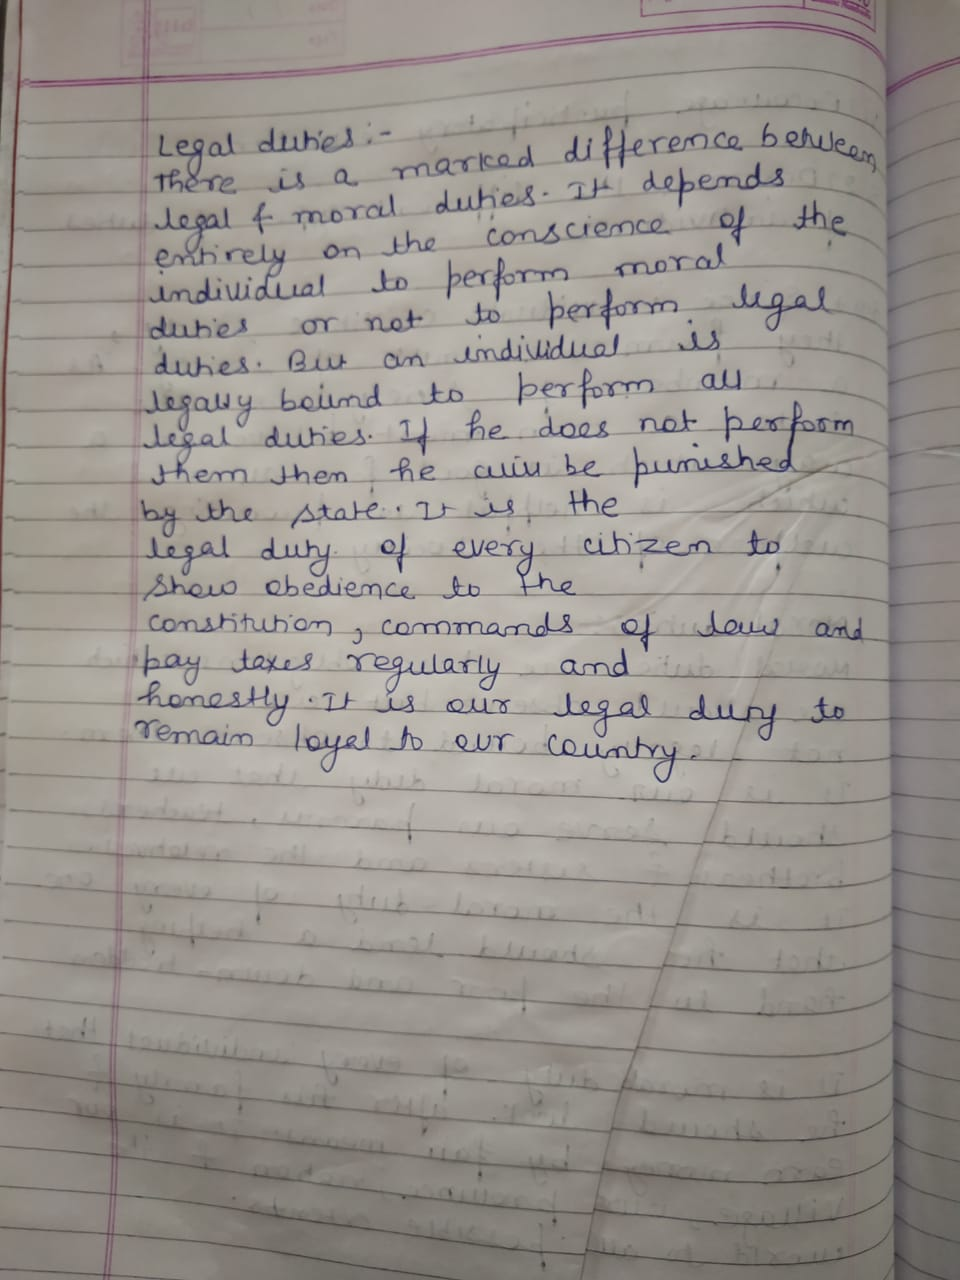 Legal duties:-
there is a marked difference between
legal & moral duties. It depends
entirely on the conscience of the
individual to perform moral
duties or not to perform legal
duties. But an individual is
legally bound to perform all
legal duties. If he does not perform
them then he will be punished
by the state. It is the
legal duty of every citizen to
show obedience to the
constitution, commands of law and
pay taxes regularly and
honestly. It is our legal duty to
remain loyal to our country.